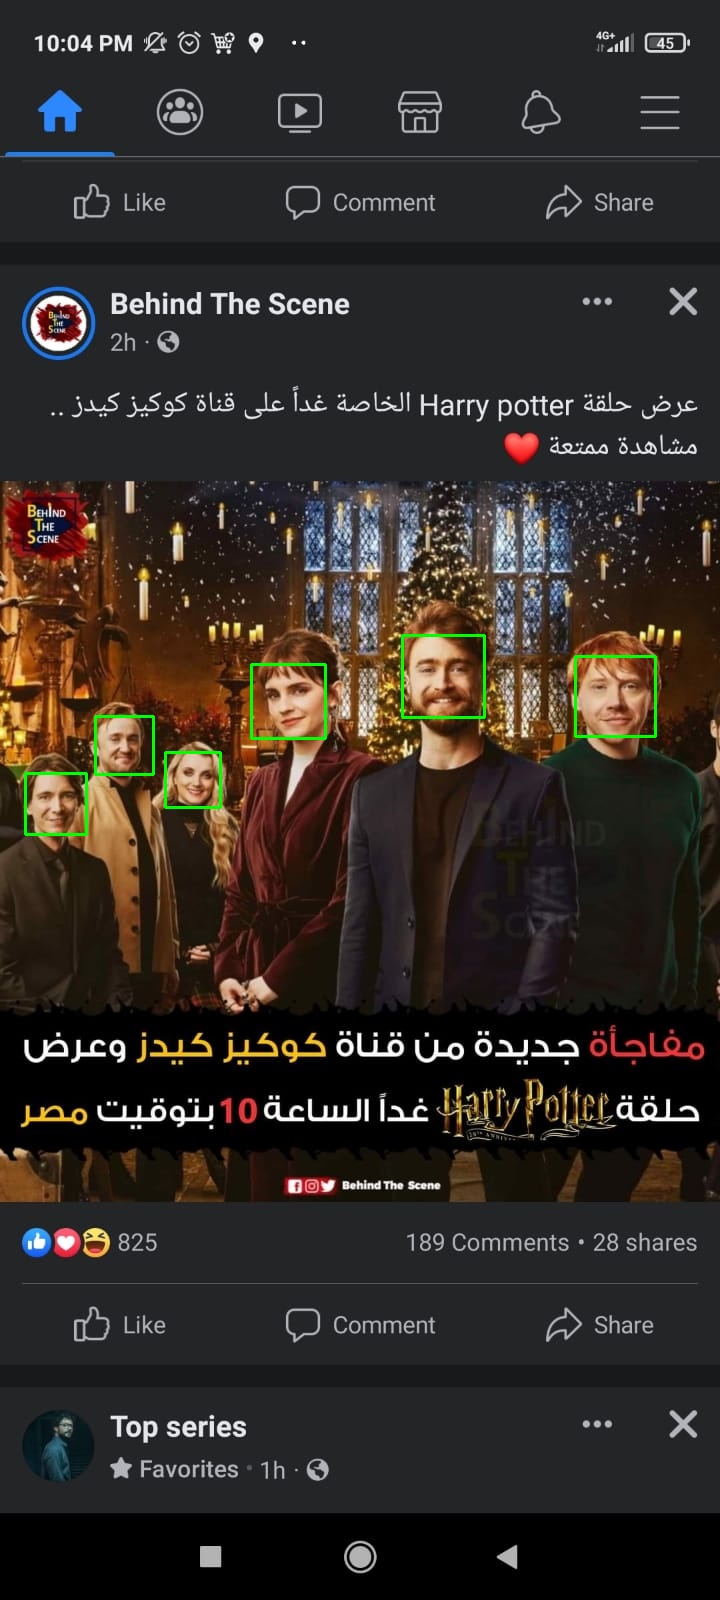 10:04 PM
4G+
45
Like
Comment
Share
Behind The Scene
2h ·
عرض حلقة Harry potter الخاصة غداً على قناة كوكيز كيدز ..
مشاهدة ممتعة
BEHIND
THE
SCENE
BEHIND
THE
SCENE
مفاجأة جديدة من قناة كوكيز كيدز وعرض
حلقة Harry Potter غداً الساعة 10 بتوقيت مصر
Behind The Scene
825
189 Comments • 28 shares
Like
Comment
Share
Top series
Favorites · 1h ·